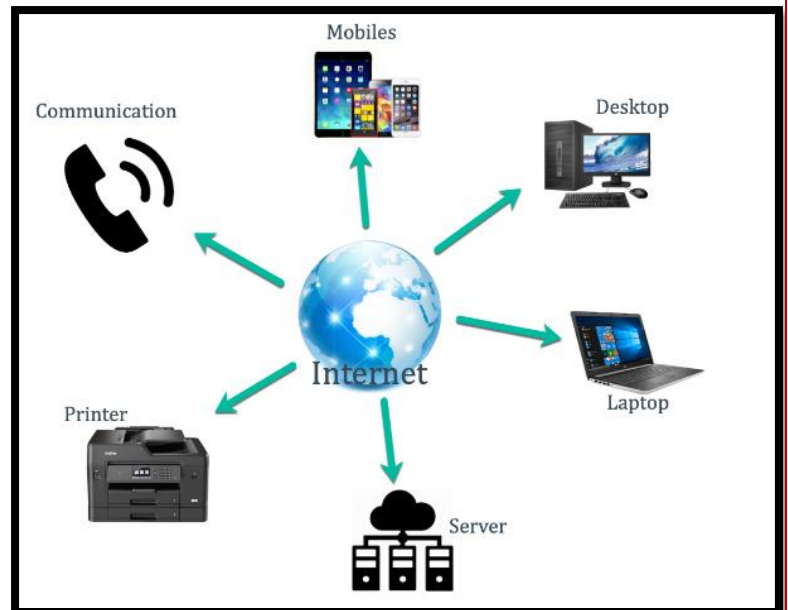 Mobiles
Communication
Desktop
Internet
Laptop
Printer
Server